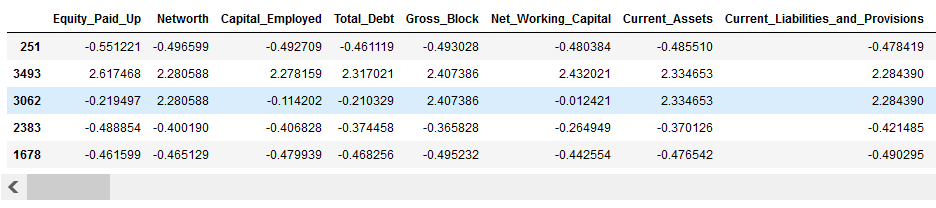 Equity_Paid_Up Networth Capital_Employed Total_Debt Gross_Block Net_Working_Capital Current_Assets Current_Liabilities_and_Provisions
251 -0.551221 -0.496599 -0.492709 -0.461119 -0.493028 -0.480384 -0.485510 -0.478419
3493 2.617468 2.280588 2.278159 2.317021 2.407386 2.432021 2.334653 2.284390
3062 -0.219497 2.280588 -0.114202 -0.210329 2.407386 -0.012421 2.334653 2.284390
2383 -0.488854 -0.400190 -0.406828 -0.374458 -0.365828 -0.264949 -0.370126 -0.421485
1678 -0.461599 -0.465129 -0.479939 -0.468256 -0.495232 -0.442554 -0.476542 -0.490295